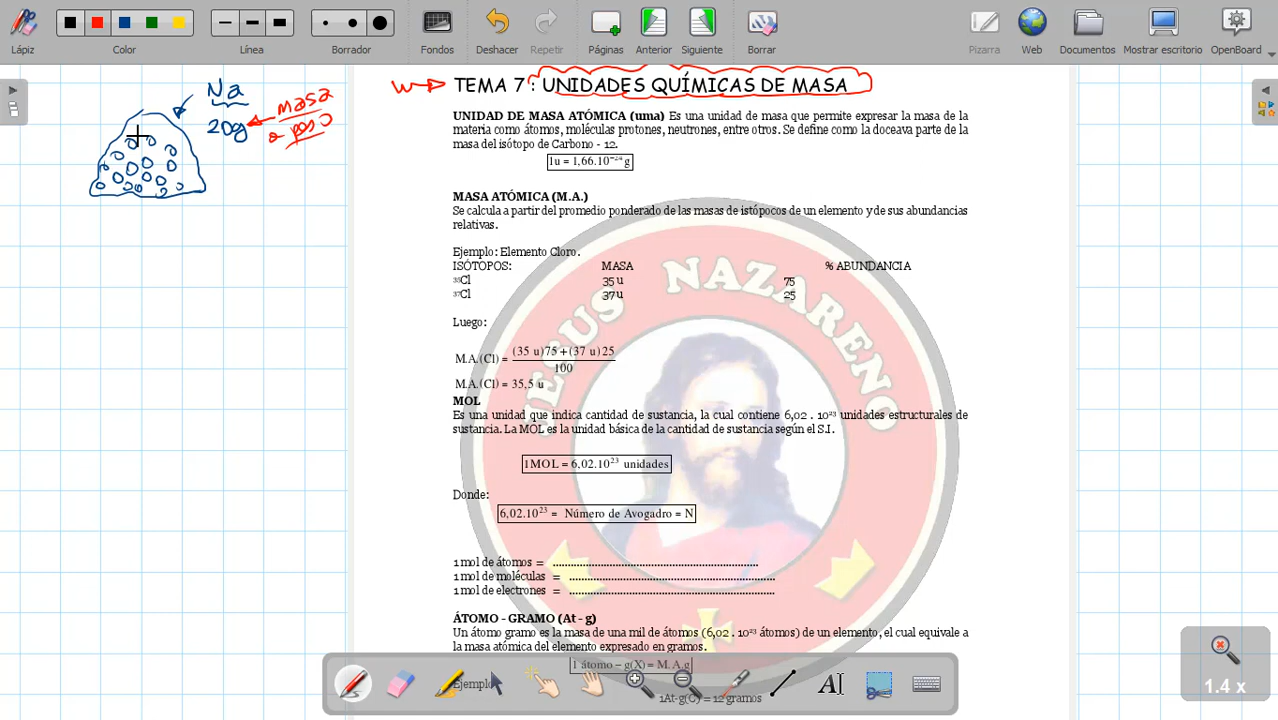 Lápiz
Color
Línea
Borrador
Fondos
Deshacer
Repetir
Páginas
Anterior
Siguiente
Borrar
Pizarra
Web
Documentos
Mostrar escritorio
OpenBoard
Na
20g
masa
o peso
TEMA 7 : UNIDADES QUÍMICAS DE MASA
UNIDAD DE MASA ATÓMICA (uma) Es una unidad de masa que permite expresar la masa de la
materia como átomos, moléculas protones, neutrones, entre otros. Se define como la doceava parte de la
masa del isótopo de Carbono - 12.
1u = 1,66.10⁻²⁴ g
MASA ATÓMICA (M.A.)
Se calcula a partir del promedio ponderado de las masas de istópocos de un elemento y de sus abundancias
relativas.
Ejemplo: Elemento Cloro.
ISÓTOPOS: MASA % ABUNDANCIA
³⁵Cl 35 u 75
³⁷Cl 37 u 25
Luego:
M.A.(Cl) = (35 u)75 + (37 u)25
100
M.A.(Cl) = 35,5 u
MOL
Es una unidad que indica cantidad de sustancia, la cual contiene 6,02 . 10²³ unidades estructurales de
sustancia. La MOL es la unidad básica de la cantidad de sustancia según el S.I.
1MOL = 6,02.10²³ unidades
Donde:
6,02.10²³ = Número de Avogadro = N
1 mol de átomos = ..........................................................
1 mol de moléculas = ..........................................................
1 mol de electrones = ..........................................................
ÁTOMO - GRAMO (At - g)
Un átomo gramo es la masa de una mil de átomos (6,02 . 10²³ átomos) de un elemento, el cual equivale a
la masa atómica del elemento expresado en gramos.
1 átomo – g(X) = M.A.g
Ejemplo
1At-g(C) = 12 gramos
JESUS NAZARENO
1.4 x